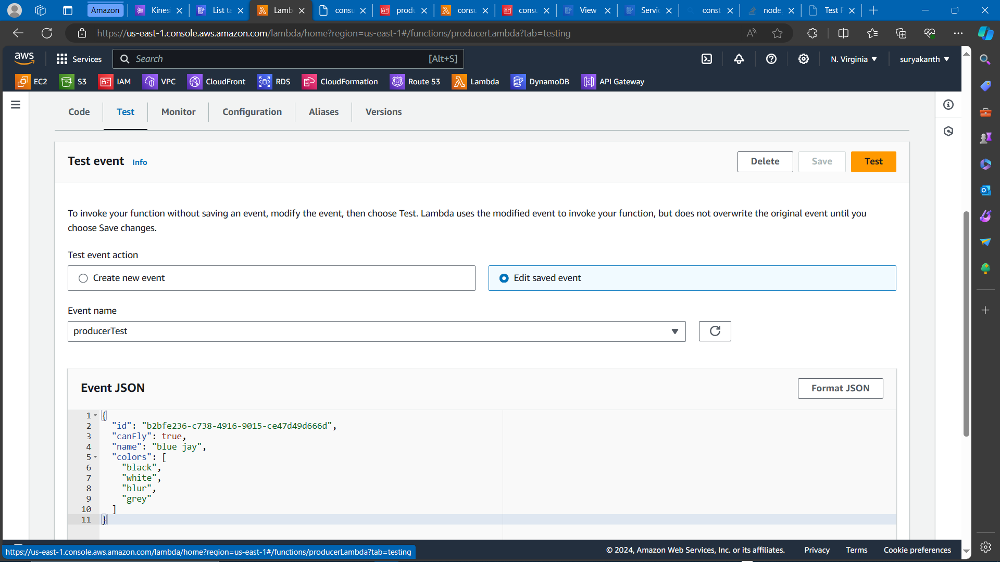 Amazon
Kines
List ta
Lamb
consu
produ
consu
consu
View
Servic
const
node.
Test F
https://us-east-1.console.aws.amazon.com/lambda/home?region=us-east-1#/functions/producerLambda?tab=testing
aws
Services
Search
[Alt+S]
N. Virginia
suryakanth
EC2
S3
IAM
VPC
CloudFront
RDS
CloudFormation
Route 53
Lambda
DynamoDB
API Gateway
Code
Test
Monitor
Configuration
Aliases
Versions
Test event
Info
Delete
Save
Test
To invoke your function without saving an event, modify the event, then choose Test. Lambda uses the modified event to invoke your function, but does not overwrite the original event until you
choose Save changes.
Test event action
Create new event
Edit saved event
Event name
producerTest
Event JSON
Format JSON
1 {
2 "id": "b2bfe236-c738-4916-9015-ce47d49d666d",
3 "canFly": true,
4 "name": "blue jay",
5 "colors": [
6 "black",
7 "white",
8 "blur",
9 "grey"
10 ]
11 }
https://us-east-1.console.aws.amazon.com/lambda/home?region=us-east-1#/functions/producerLambda?tab=testing
© 2024, Amazon Web Services, Inc. or its affiliates.
Privacy
Terms
Cookie preferences